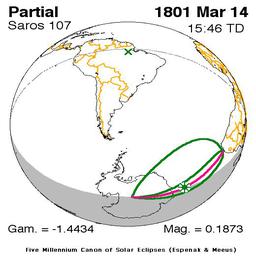 Partial 1801 Mar 14
Saros 107 15:46 TD
Gam. = -1.4434 Mag. = 0.1873
Five Millennium Canon of Solar Eclipses (Espenak & Meeus)